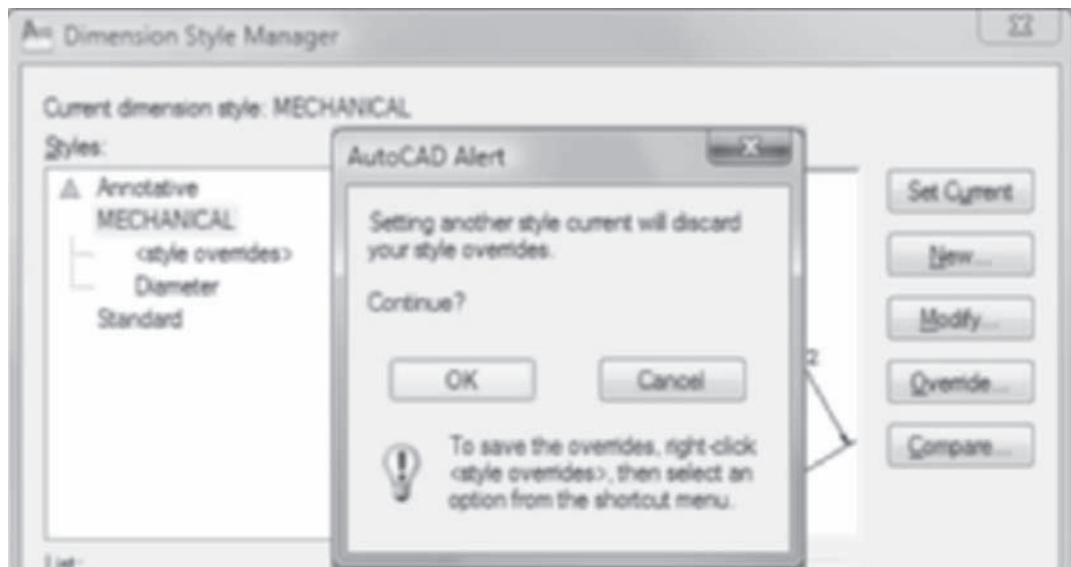 Dimension Style Manager
Current dimension style: MECHANICAL
Styles:
Annotative
MECHANICAL
<style overrides>
Diameter
Standard
AutoCAD Alert
Setting another style current will discard
your style overrides.
Continue?
OK
Cancel
To save the overrides, right-click
<style overrides>, then select an
option from the shortcut menu.
2
Set Current
New...
Modify...
Override...
Compare...
List: